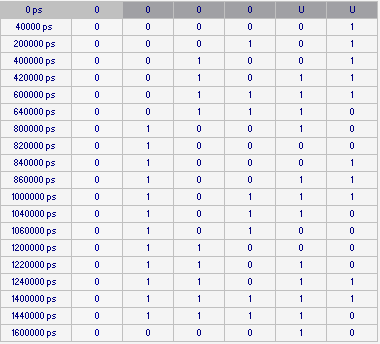 0 ps 0 0 0 0 U U
40000 ps 0 0 0 0 0 1
200000 ps 0 0 0 1 0 1
400000 ps 0 0 1 0 0 1
420000 ps 0 0 1 0 1 1
600000 ps 0 0 1 1 1 1
640000 ps 0 0 1 1 1 0
800000 ps 0 1 0 0 1 0
820000 ps 0 1 0 0 0 0
840000 ps 0 1 0 0 0 1
860000 ps 0 1 0 0 1 1
1000000 ps 0 1 0 1 1 1
1040000 ps 0 1 0 1 1 0
1060000 ps 0 1 0 1 0 0
1200000 ps 0 1 1 0 0 0
1220000 ps 0 1 1 0 1 0
1240000 ps 0 1 1 0 1 1
1400000 ps 0 1 1 1 1 1
1440000 ps 0 1 1 1 1 0
1600000 ps 0 0 0 0 1 0